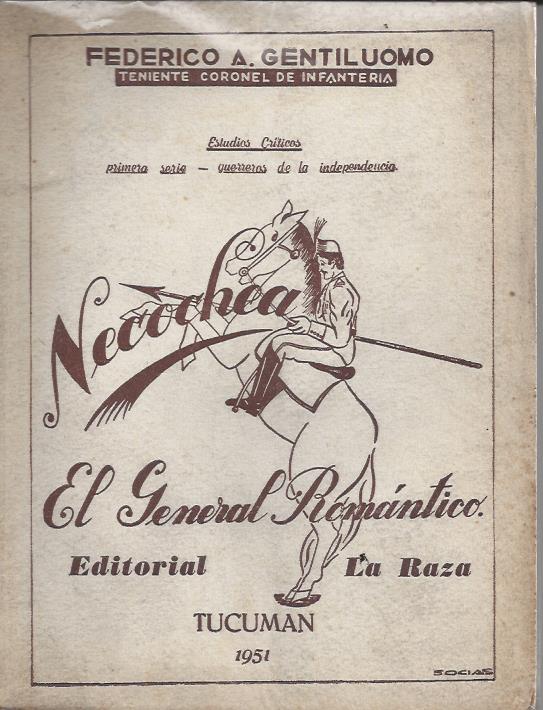 FEDERICO A. GENTILUOMO
TENIENTE CORONEL DE INFANTERIA
Estudios Críticos
primera serie - guerreros de la independencia.
Necochea
El General Romántico.
Editorial La Raza
TUCUMAN
1951
SOCIAS